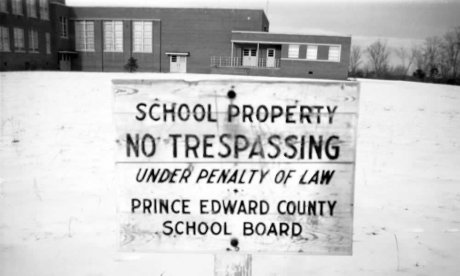 SCHOOL PROPERTY
NO TRESPASSING
UNDER PENALTY OF LAW
PRINCE EDWARD COUNTY
SCHOOL BOARD